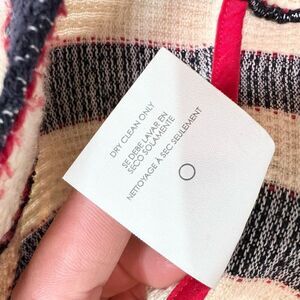 DRY CLEAN ONLY
SE DEBE LAVAR EN
SECO SOLAMENTE
NETTOYAGE À SEC SEULEMENT